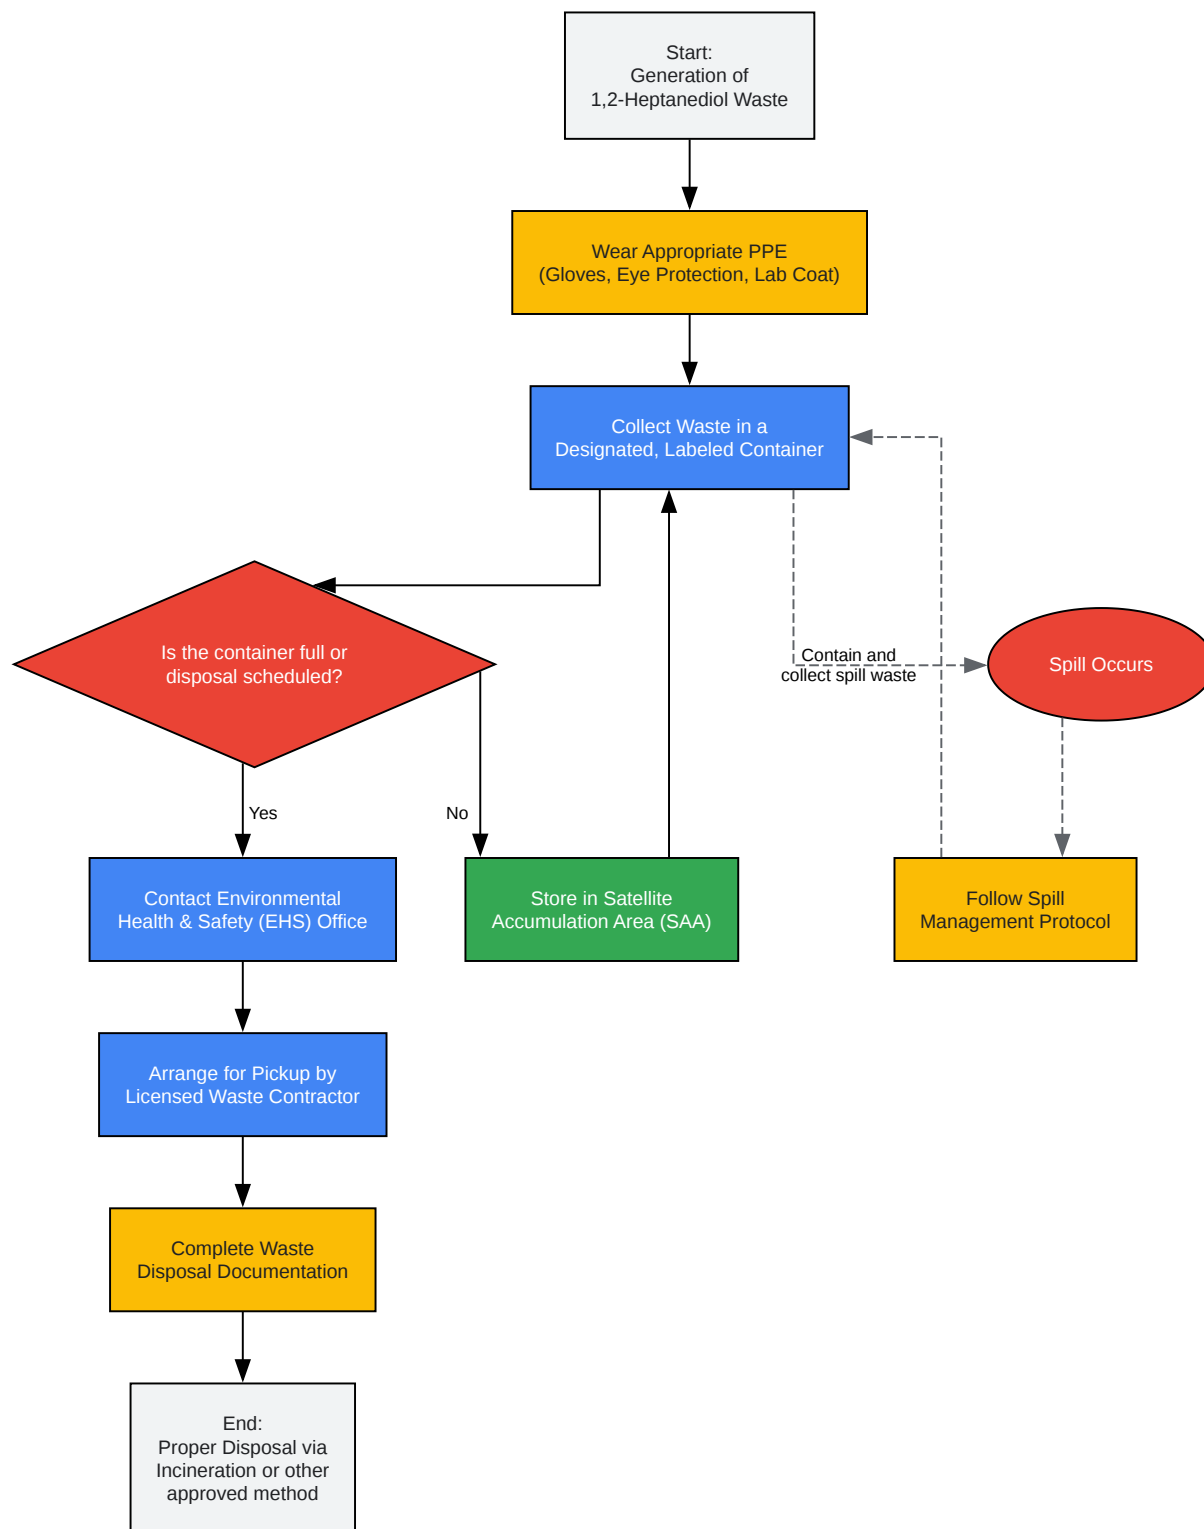 Start:
Generation of
1,2-Heptanediol Waste
Wear Appropriate PPE
(Gloves, Eye Protection, Lab Coat)
Collect Waste in a
Designated, Labeled Container
Is the container full or
disposal scheduled?
Contain and
collect spill waste
Spill Occurs
Yes
No
Contact Environmental
Health & Safety (EHS) Office
Store in Satellite
Accumulation Area (SAA)
Follow Spill
Management Protocol
Arrange for Pickup by
Licensed Waste Contractor
Complete Waste
Disposal Documentation
End:
Proper Disposal via
Incineration or other
approved method